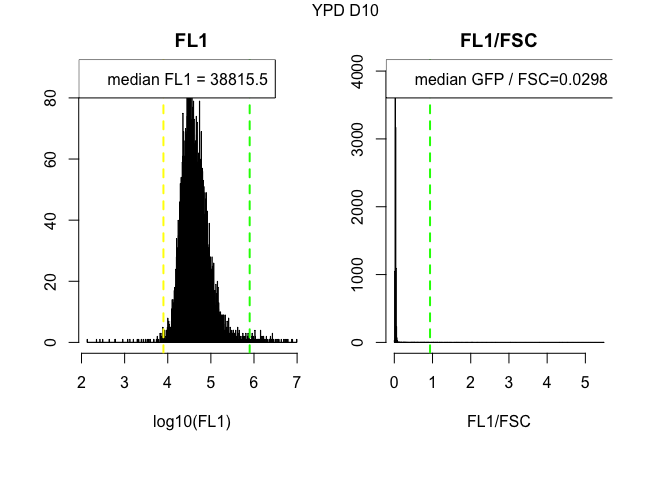 YPD D10
FL1
median FL1 = 38815.5
0
20
40
60
80
2 3 4 5 6 7
log10(FL1)
FL1/FSC
median GFP / FSC=0.0298
0
1000
2000
3000
4000
0 1 2 3 4 5
FL1/FSC